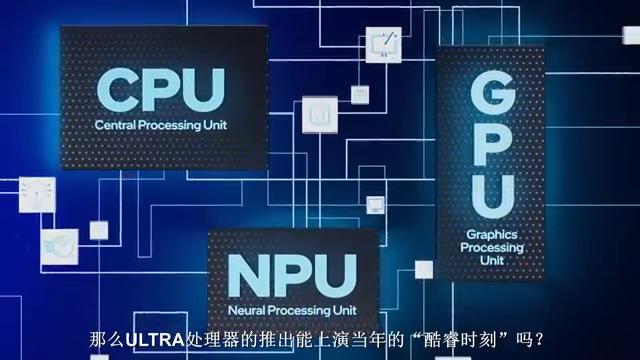 CPU
Central Processing Unit
GPU
Graphics
Processing
Unit
NPU
Neural Processing Unit
那么ULTRA处理器的推出能上演当年的“酷睿时刻”吗？